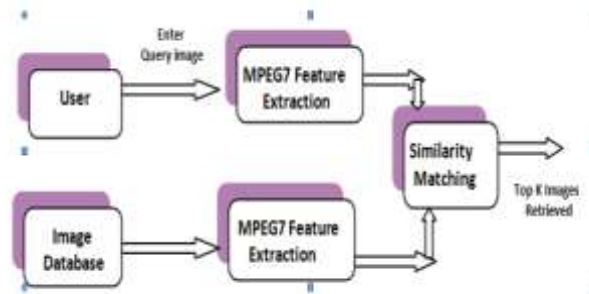 Enter
Query image
User
MPEG7 Feature
Extraction
Similarity
Matching
Top K Images
Retrieved
Image
Database
MPEG7 Feature
Extraction